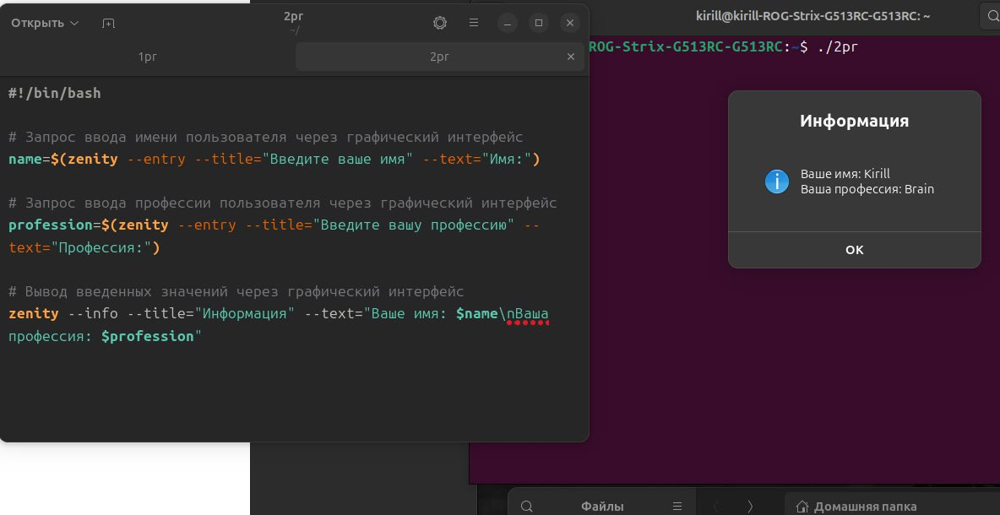 Открыть
2pr
~/
1pr
2pr
#!/bin/bash
# Запрос ввода имени пользователя через графический интерфейс
name=$(zenity --entry --title="Введите ваше имя" --text="Имя:")
# Запрос ввода профессии пользователя через графический интерфейс
profession=$(zenity --entry --title="Введите вашу профессию" --
text="Профессия:")
# Вывод введенных значений через графический интерфейс
zenity --info --title="Информация" --text="Ваше имя: $name\nВаша
профессия: $profession"
kirill@kirill-ROG-Strix-G513RC-G513RC: ~
ROG-Strix-G513RC-G513RC:~$ ./2pr
Информация
Ваше имя: Kirill
Ваша профессия: Brain
OK
Файлы
Домашняя папка